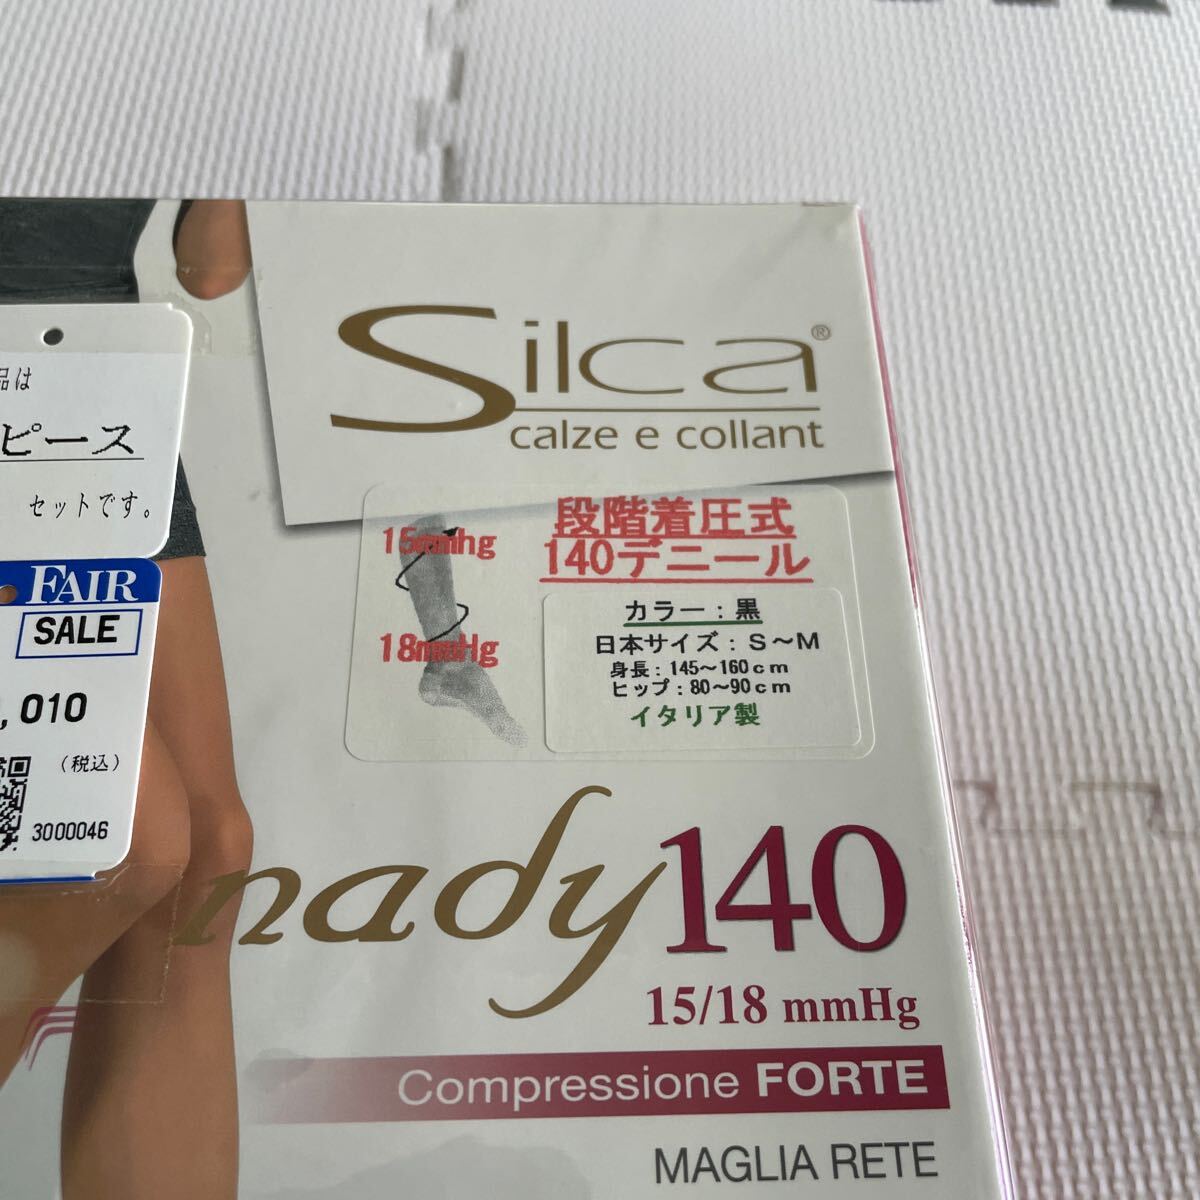 Silca®
calze e collant
品は
ピース
セットです。
FAIR
SALE
,010
(税込)
3000046
15mmhg
18mmHg
段階着圧式
140デニール
カラー：黒
日本サイズ：S～M
身長：145～160cm
ヒップ：80～90cm
イタリア製
nady 140
15/18 mmHg
Compressione FORTE
MAGLIA RETE